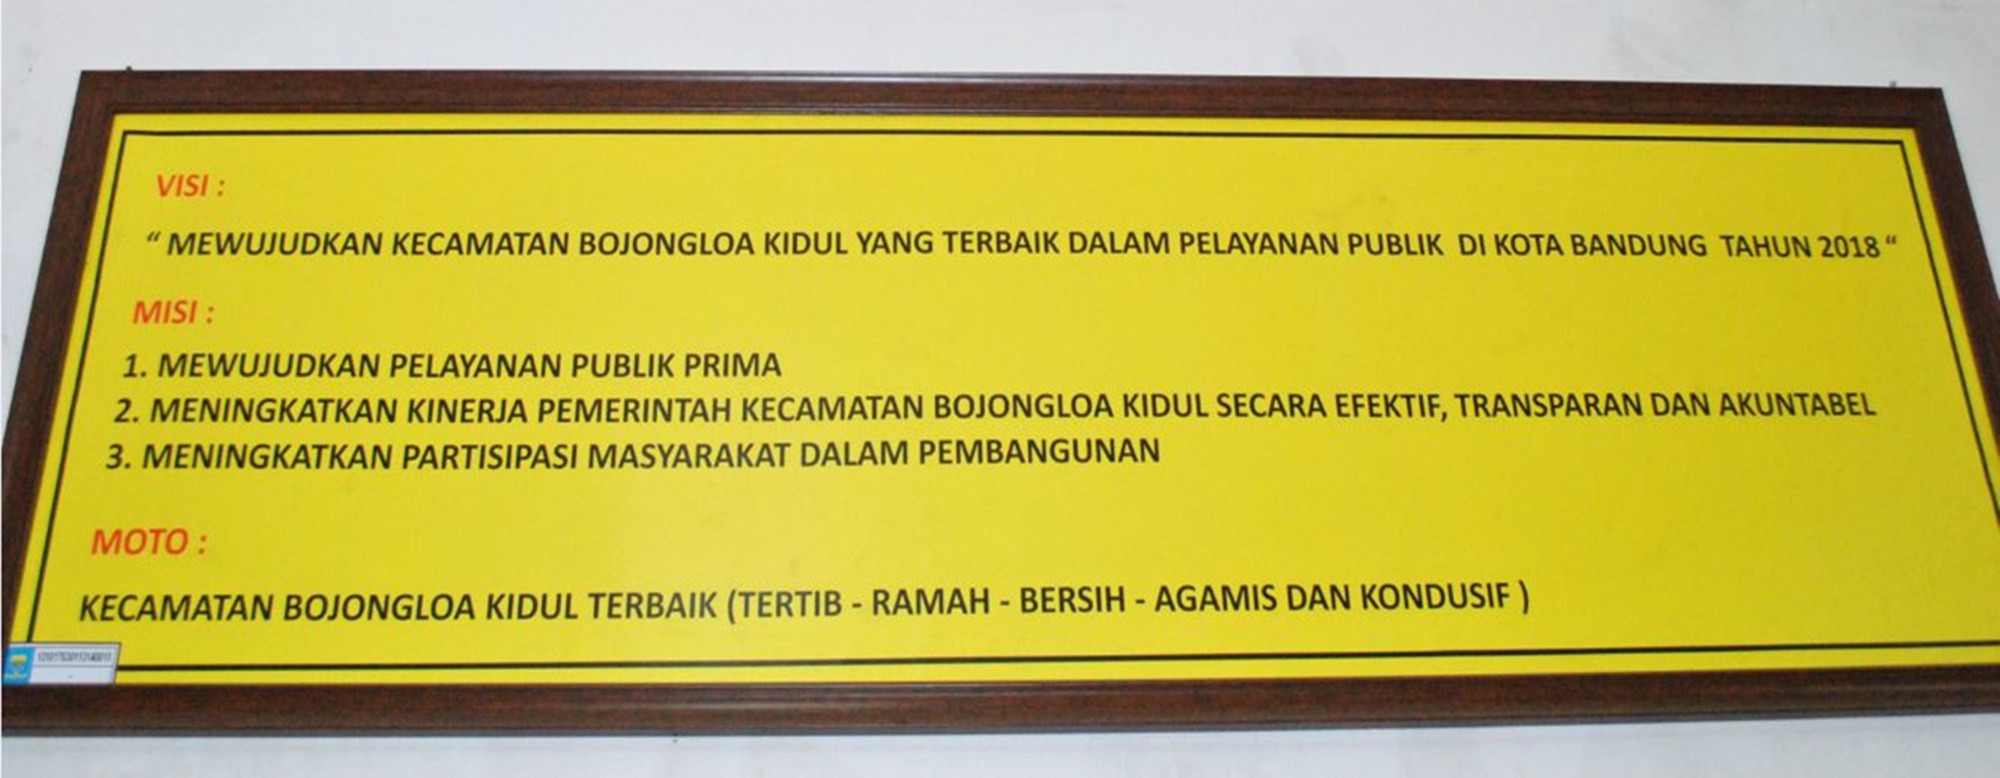 VISI :
“ MEWUJUDKAN KECAMATAN BOJONGLOA KIDUL YANG TERBAIK DALAM PELAYANAN PUBLIK DI KOTA BANDUNG TAHUN 2018 “
MISI :
1. MEWUJUDKAN PELAYANAN PUBLIK PRIMA
2. MENINGKATKAN KINERJA PEMERINTAH KECAMATAN BOJONGLOA KIDUL SECARA EFEKTIF, TRANSPARAN DAN AKUNTABEL
3. MENINGKATKAN PARTISIPASI MASYARAKAT DALAM PEMBANGUNAN
MOTO :
KECAMATAN BOJONGLOA KIDUL TERBAIK (TERTIB - RAMAH - BERSIH - AGAMIS DAN KONDUSIF )